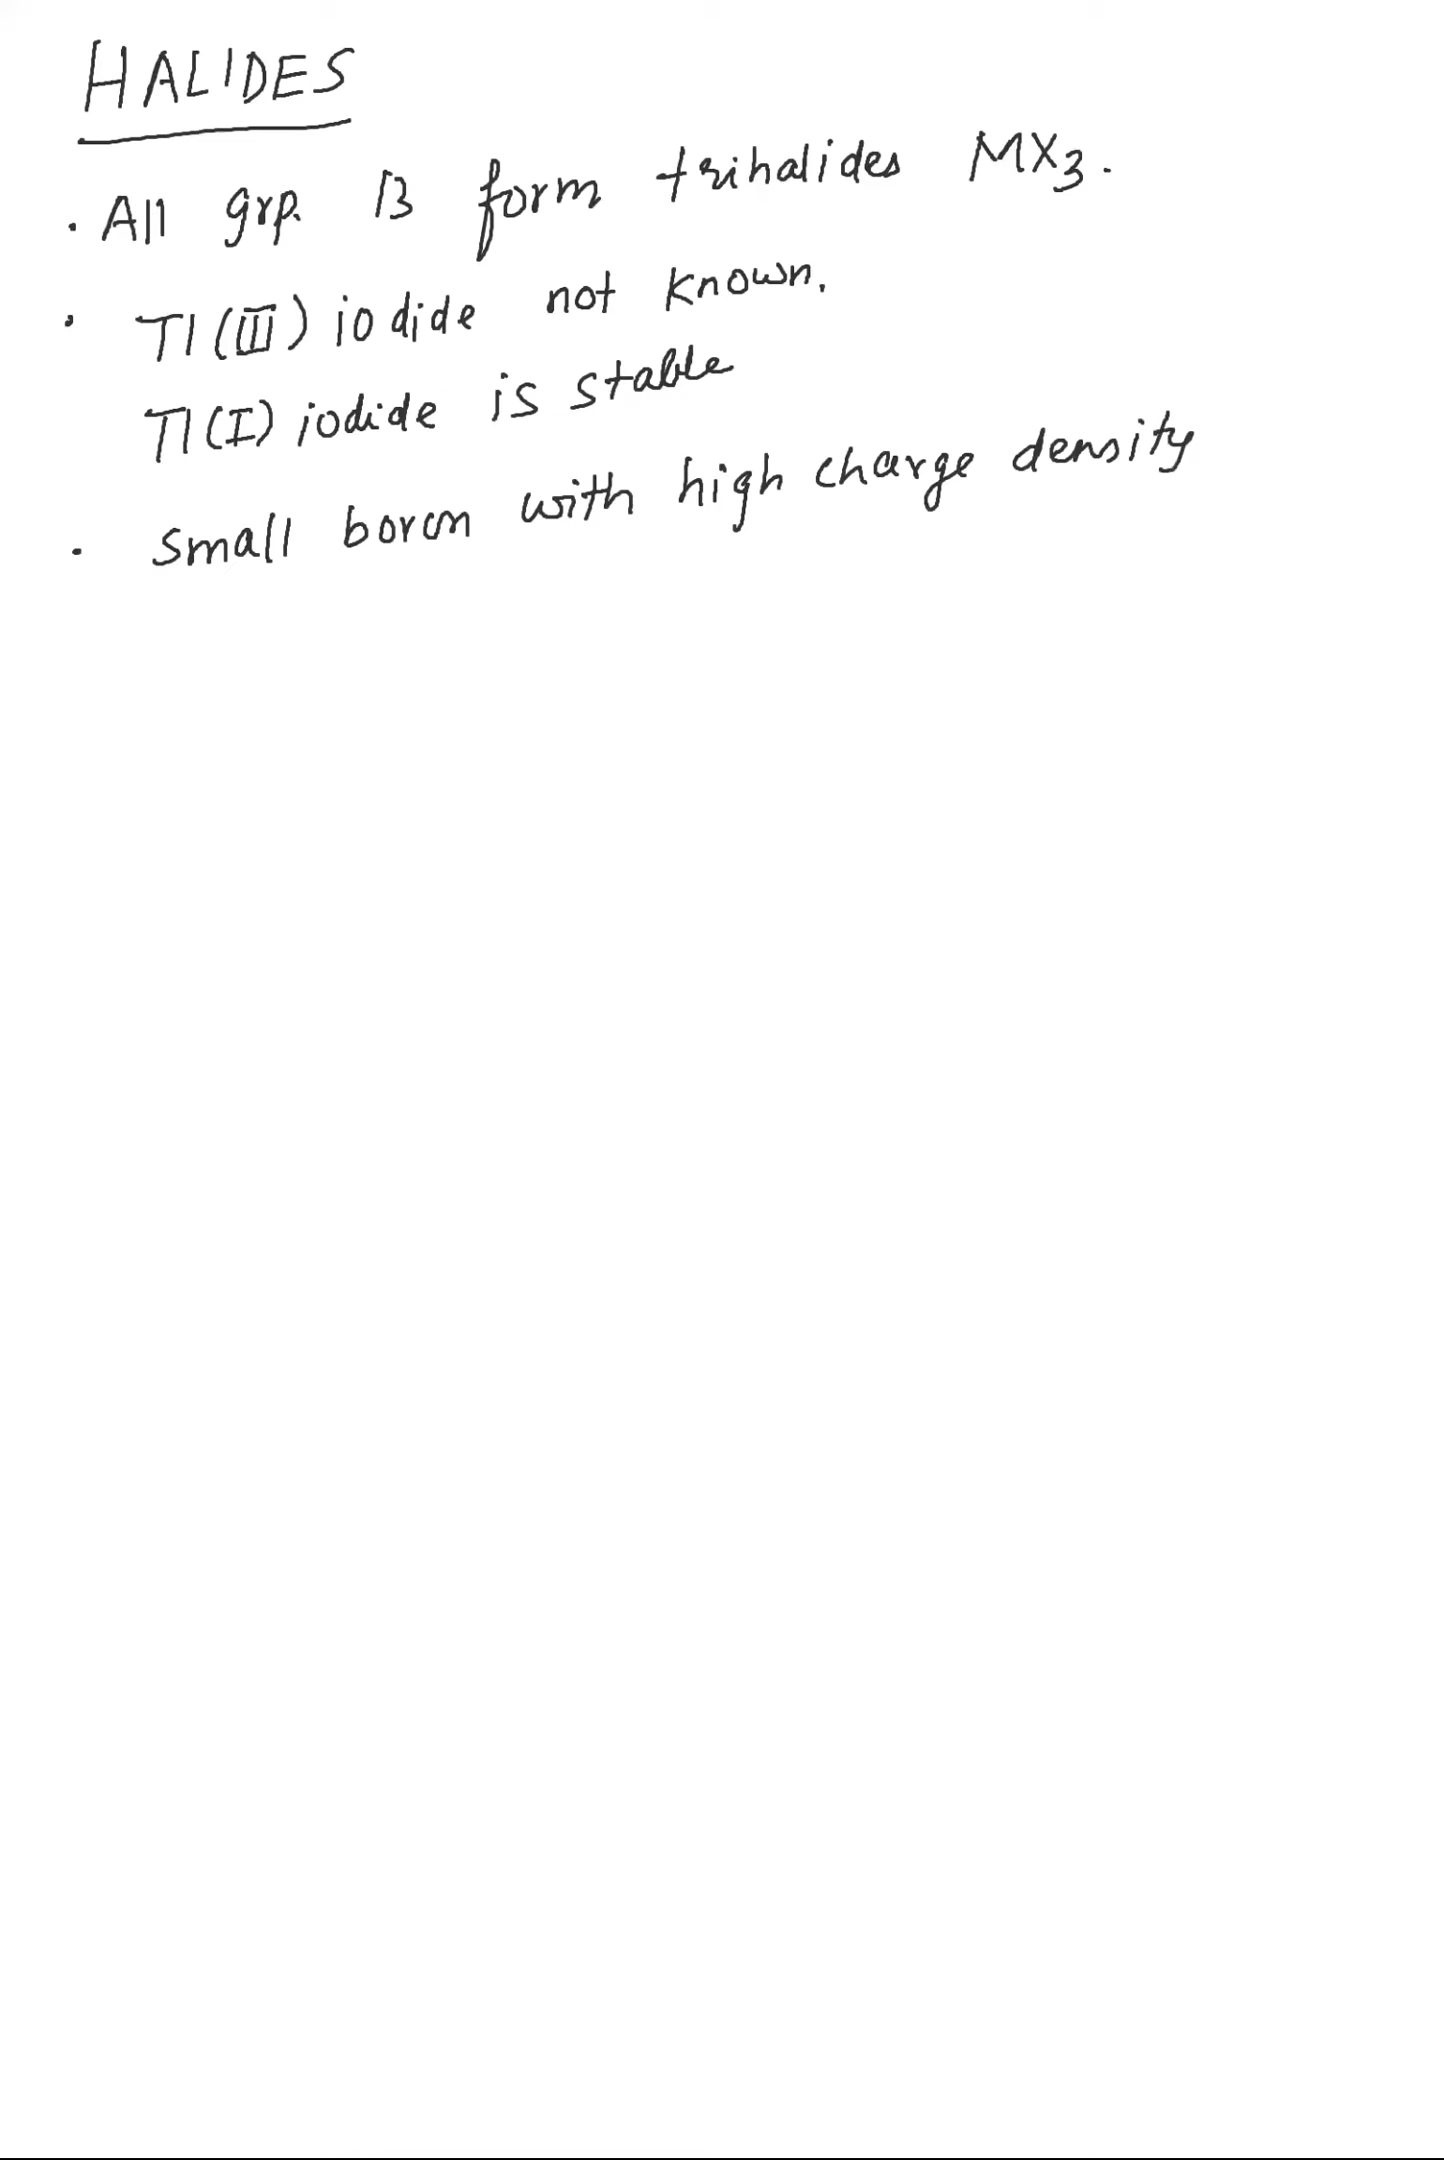 HALIDES
. All grp. 13 form trihalides MX₃.
. Tl(III) iodide not known.
Tl(I) iodide is stable
. small boron with high charge density